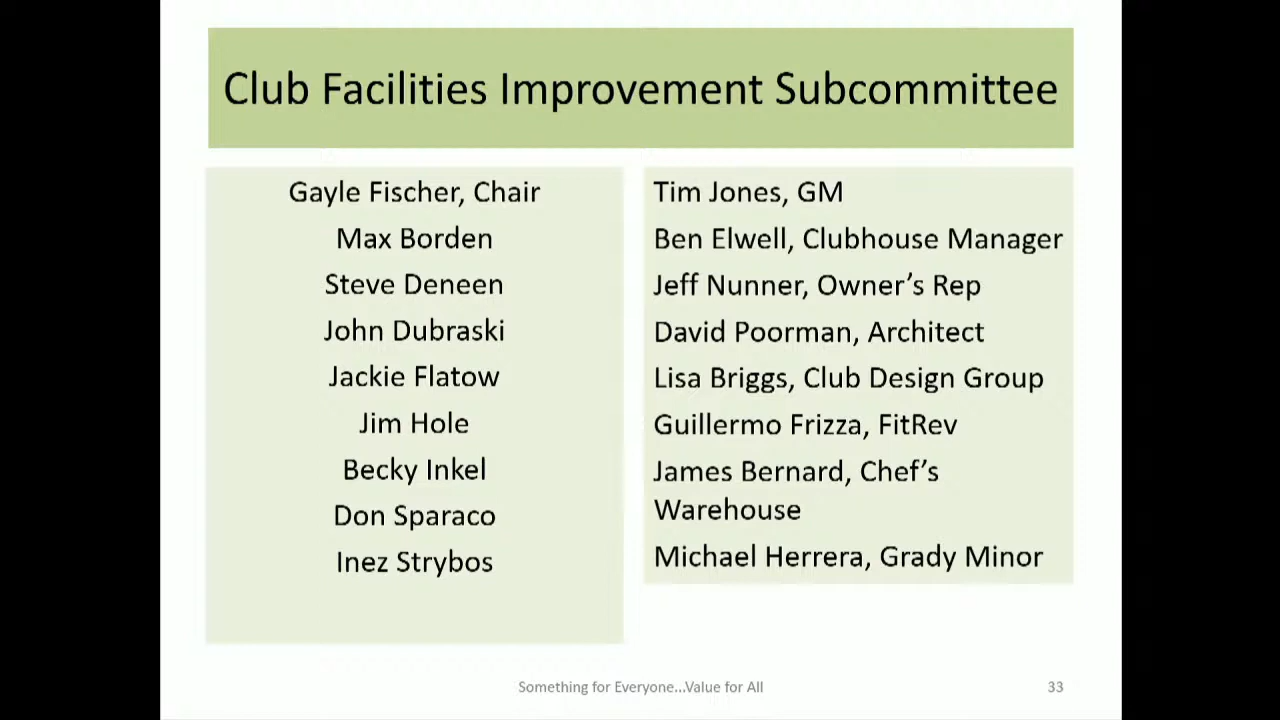 Club Facilities Improvement Subcommittee
Gayle Fischer, Chair
Max Borden
Steve Deneen
John Dubraski
Jackie Flatow
Jim Hole
Becky Inkel
Don Sparaco
Inez Strybos
Tim Jones, GM
Ben Elwell, Clubhouse Manager
Jeff Nunner, Owner’s Rep
David Poorman, Architect
Lisa Briggs, Club Design Group
Guillermo Frizza, FitRev
James Bernard, Chef’s
Warehouse
Michael Herrera, Grady Minor
Something for Everyone...Value for All
33